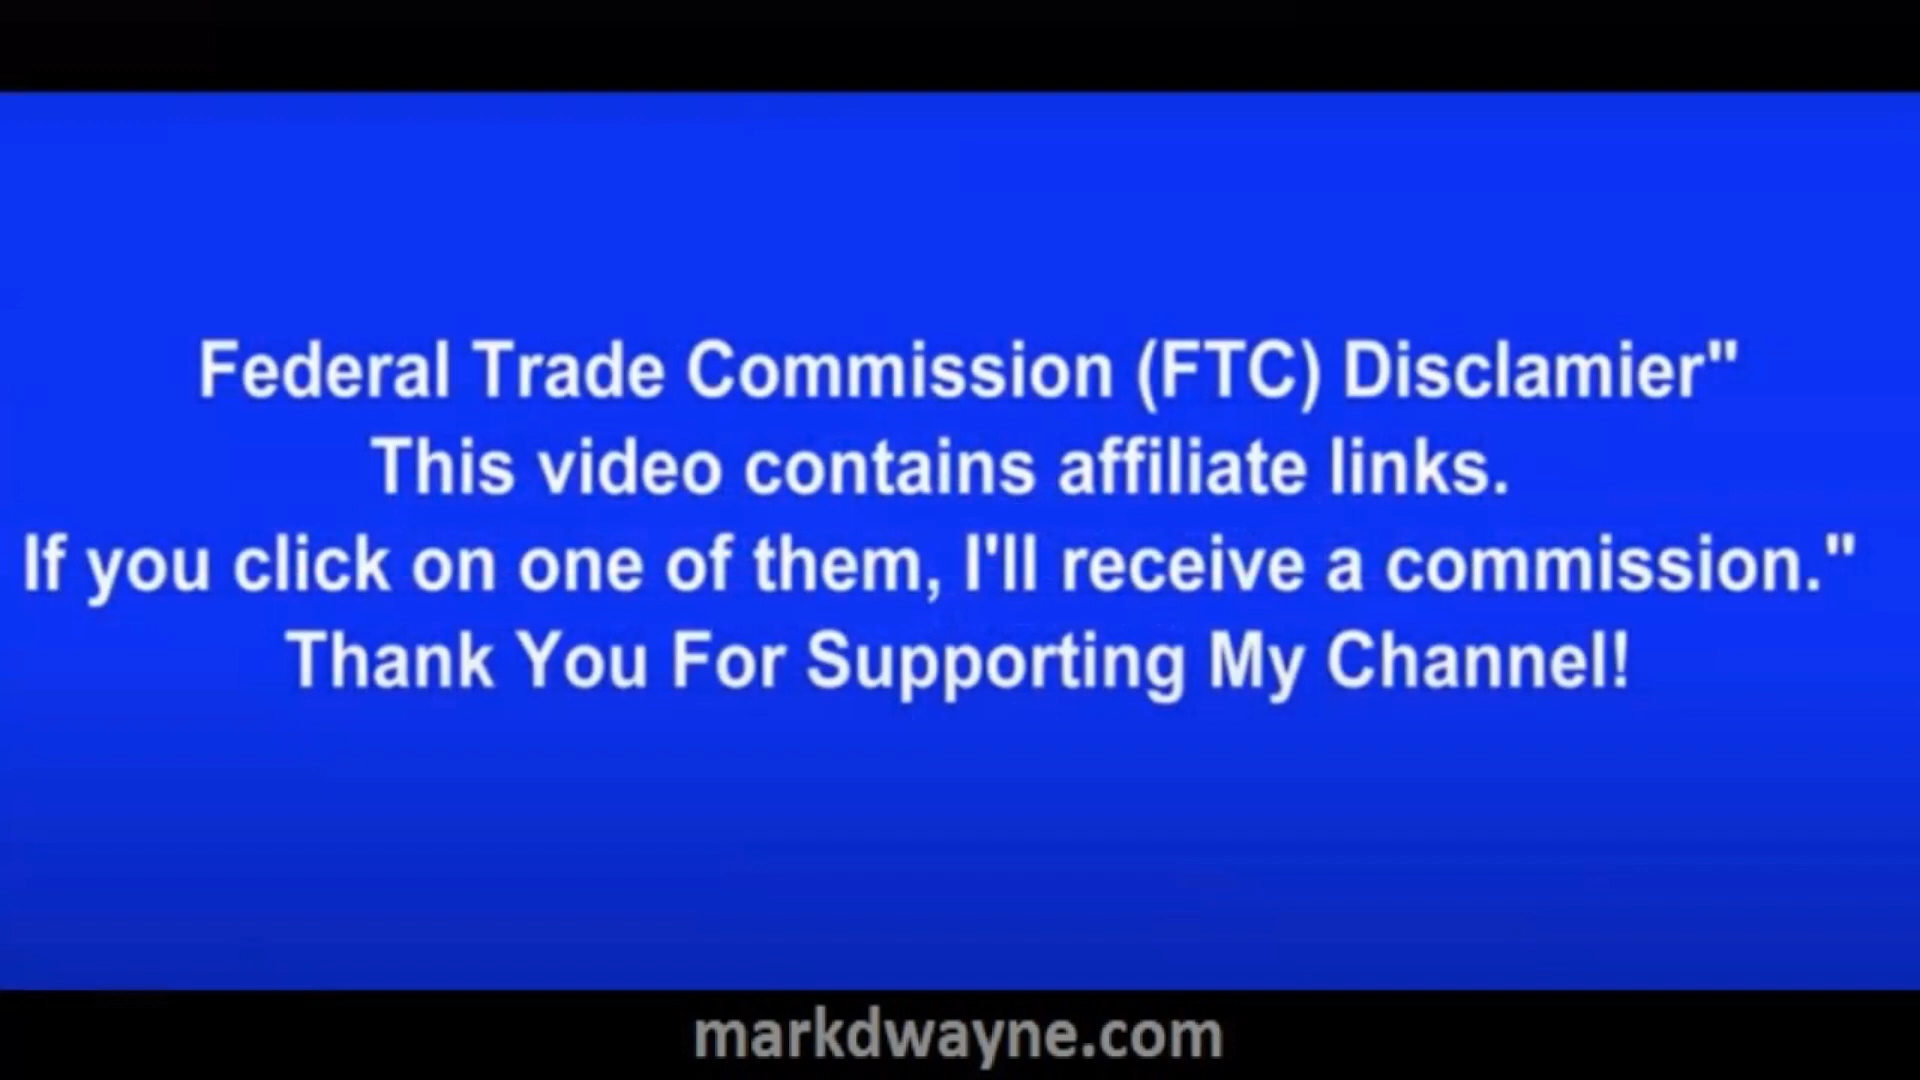 Federal Trade Commission (FTC) Disclamier"
This video contains affiliate links.
If you click on one of them, I'll receive a commission."
Thank You For Supporting My Channel!
markdwayne.com